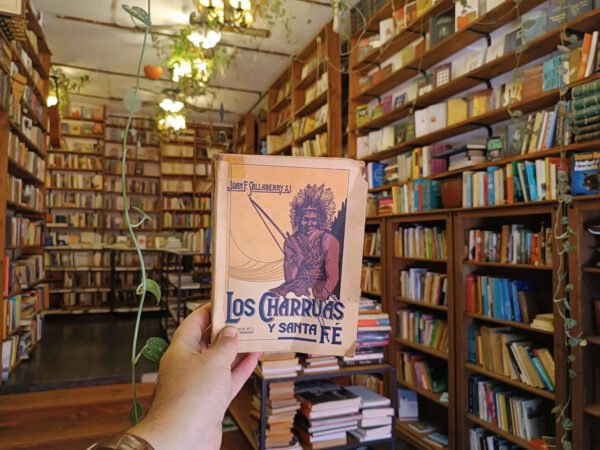 JUAN F. SALLABERRY, S.J.
LOS CHARRUAS
Y SANTA FÉ